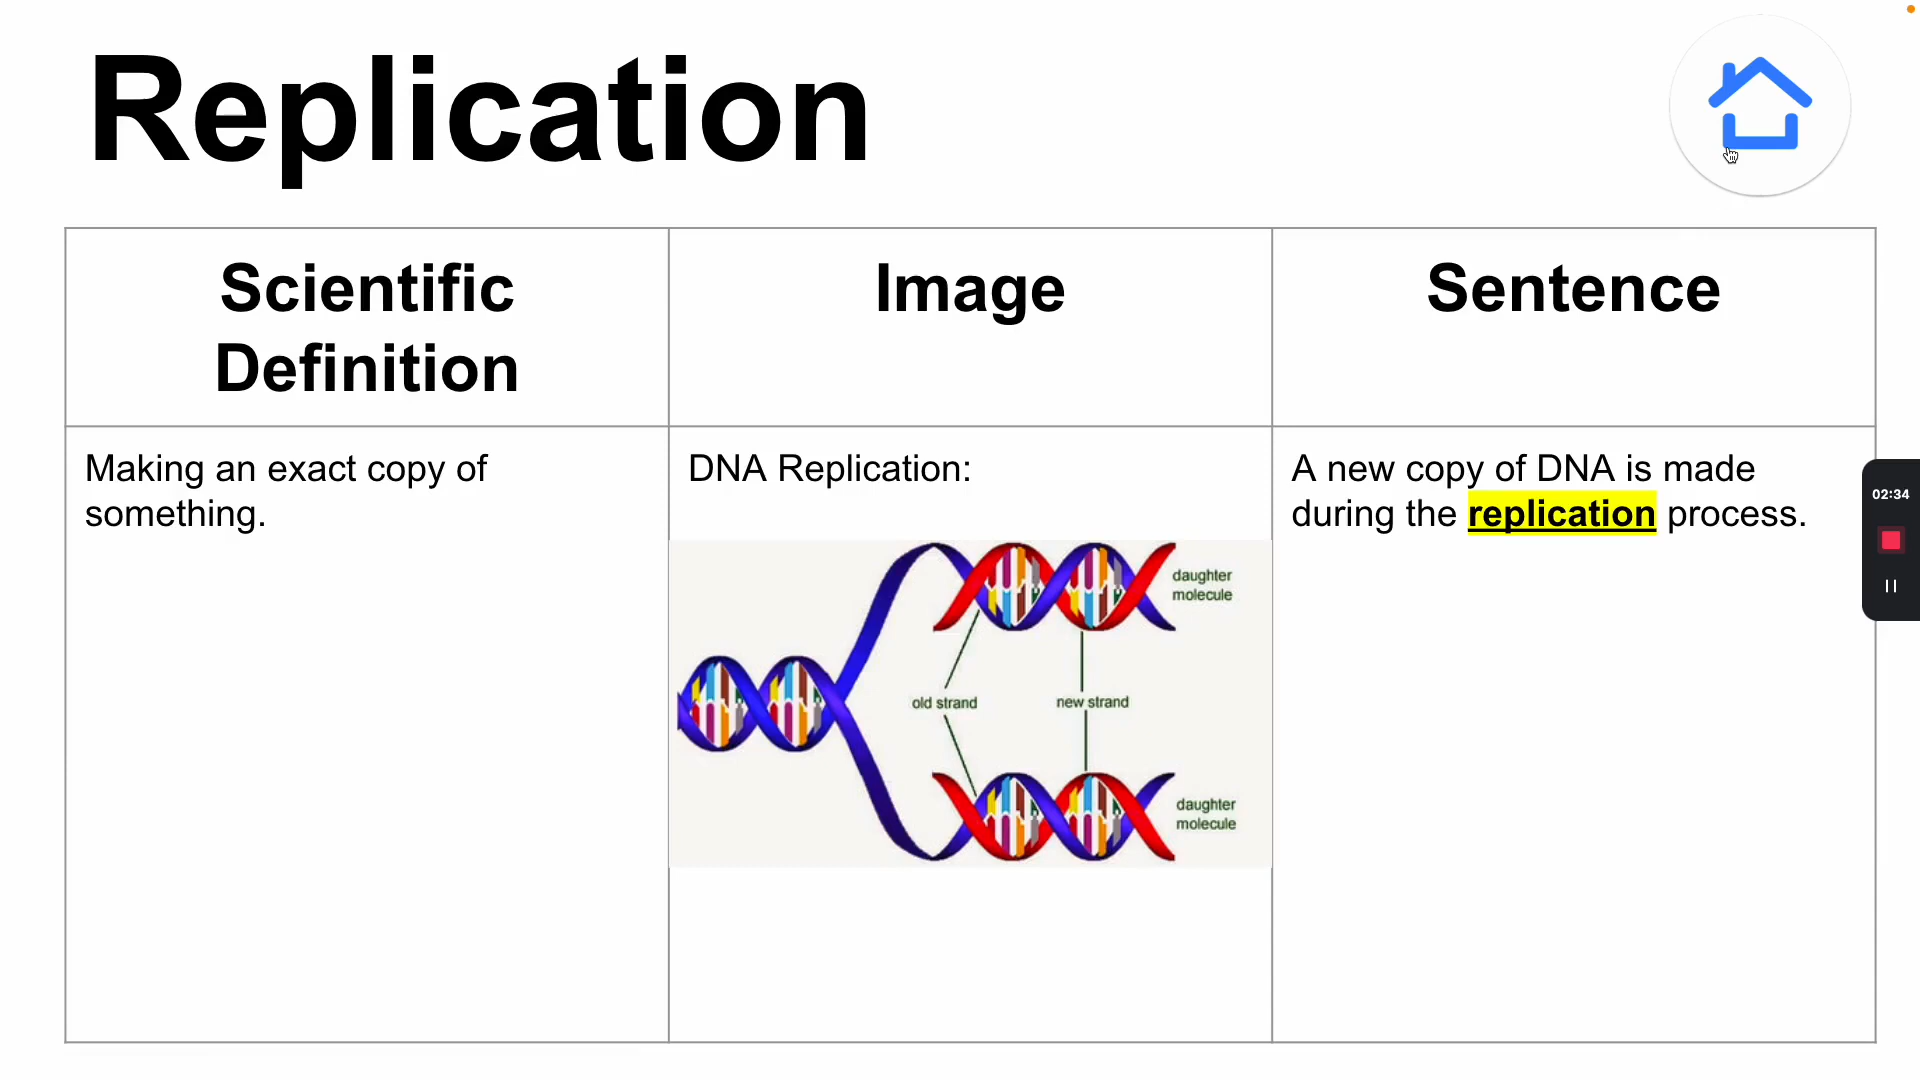 Replication
Scientific
Definition
Image
Sentence
Making an exact copy of
something.
DNA Replication:
daughter
molecule
old strand
new strand
daughter
molecule
A new copy of DNA is made
during the replication process.
02:34